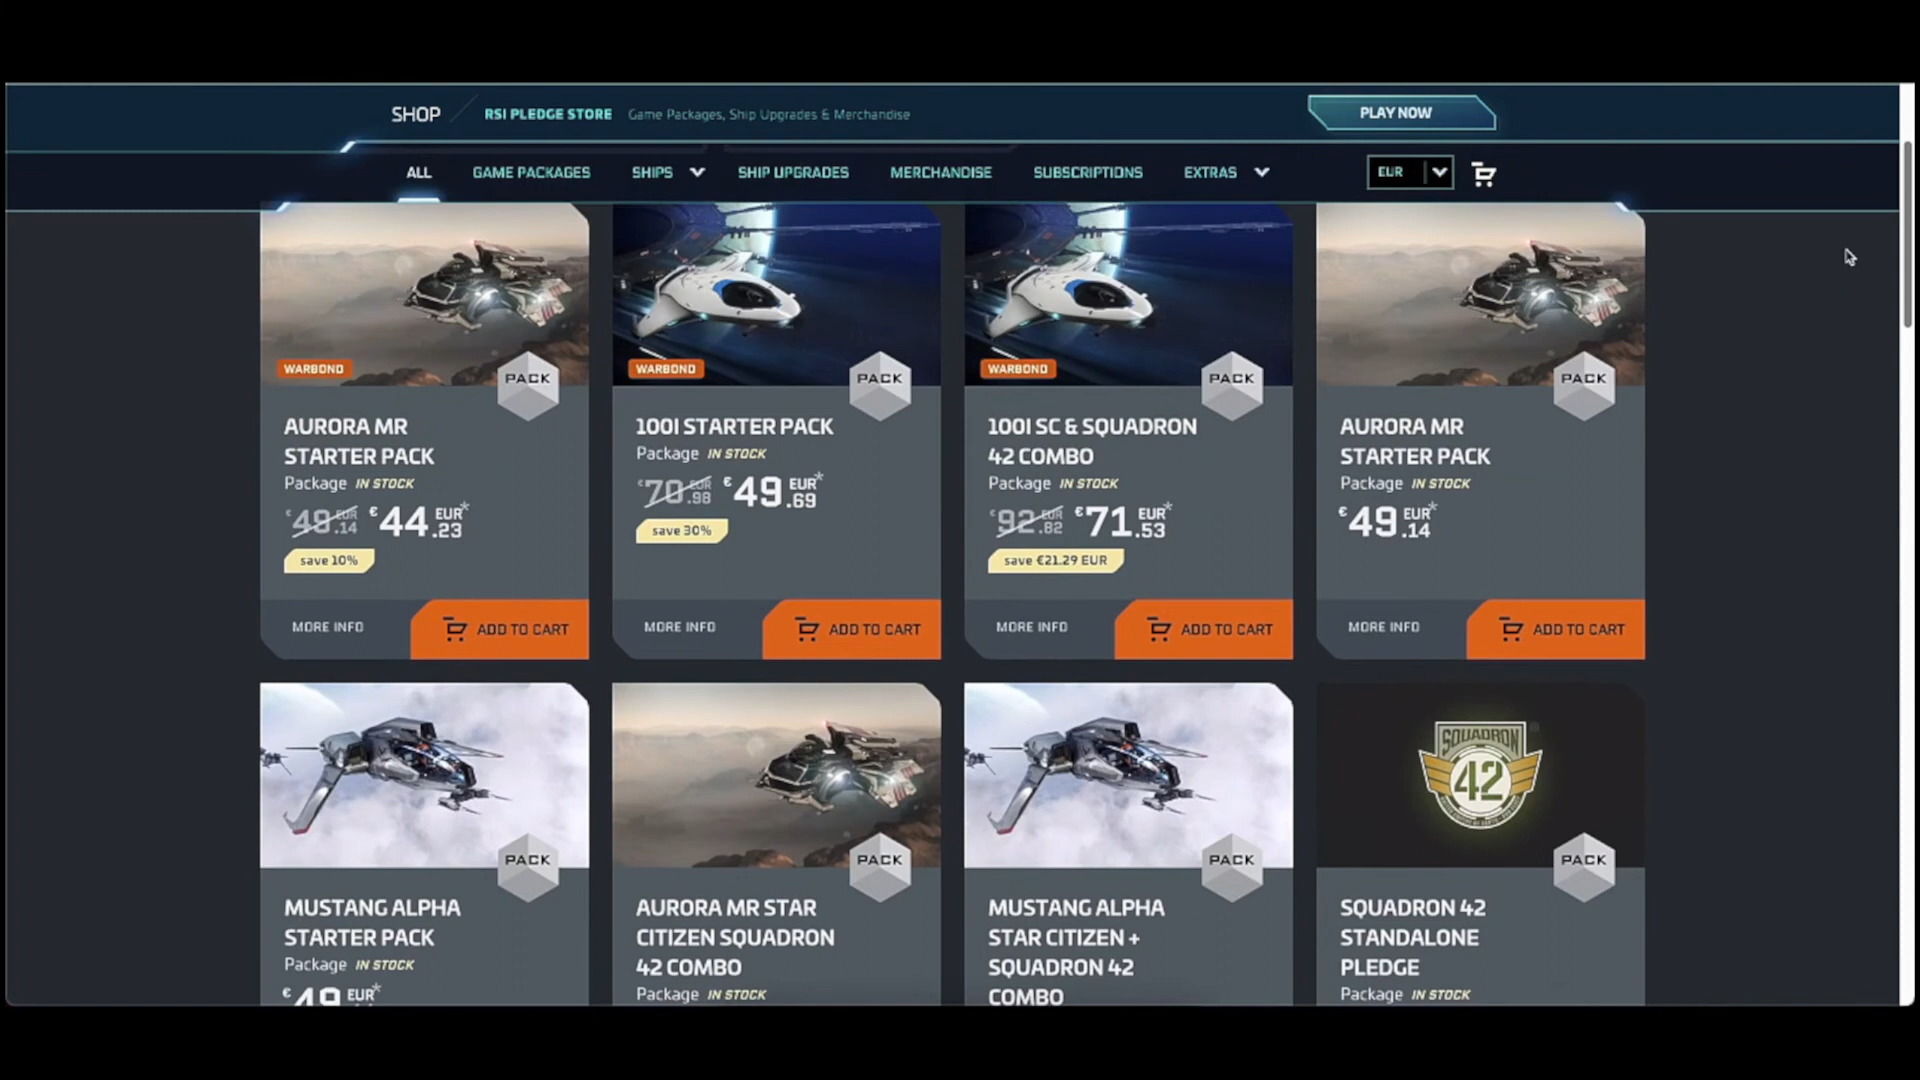 SHOP RSI PLEDGE STORE Game Packages, Ship Upgrades & Merchandise PLAY NOW
ALL GAME PACKAGES SHIPS SHIP UPGRADES MERCHANDISE SUBSCRIPTIONS EXTRAS EUR
WARBOND PACK
AURORA MR
STARTER PACK
Package IN STOCK
€49.14 EUR €44.23 EUR*
save 10%
MORE INFO ADD TO CART
WARBOND PACK
100I STARTER PACK
Package IN STOCK
€70.98 EUR €49.69 EUR*
save 30%
MORE INFO ADD TO CART
WARBOND PACK
100I SC & SQUADRON
42 COMBO
Package IN STOCK
€92.82 EUR €71.53 EUR*
save €21.29 EUR
MORE INFO ADD TO CART
PACK
AURORA MR
STARTER PACK
Package IN STOCK
€49.14 EUR*
MORE INFO ADD TO CART
PACK
MUSTANG ALPHA
STARTER PACK
Package IN STOCK
€49 EUR*
PACK
AURORA MR STAR
CITIZEN SQUADRON
42 COMBO
Package IN STOCK
PACK
MUSTANG ALPHA
STAR CITIZEN +
SQUADRON 42
COMBO
SQUADRON
42
PACK
SQUADRON 42
STANDALONE
PLEDGE
Package IN STOCK